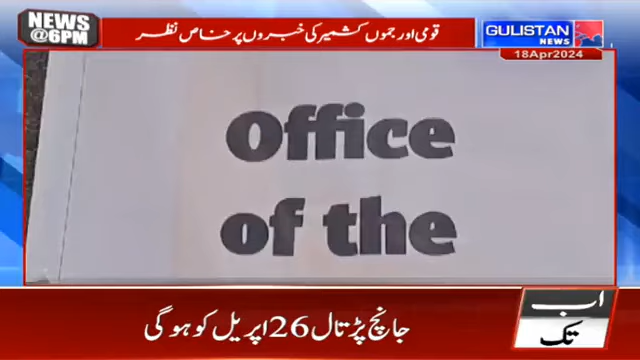 NEWS
@6PM
قومی اور جموں کشمیر کی خبروں پر خاص نظر
GULISTAN
NEWS
18Apr2024
Office
of the
اب
تک
جانچ پڑتال 26 اپریل کو ہوگی